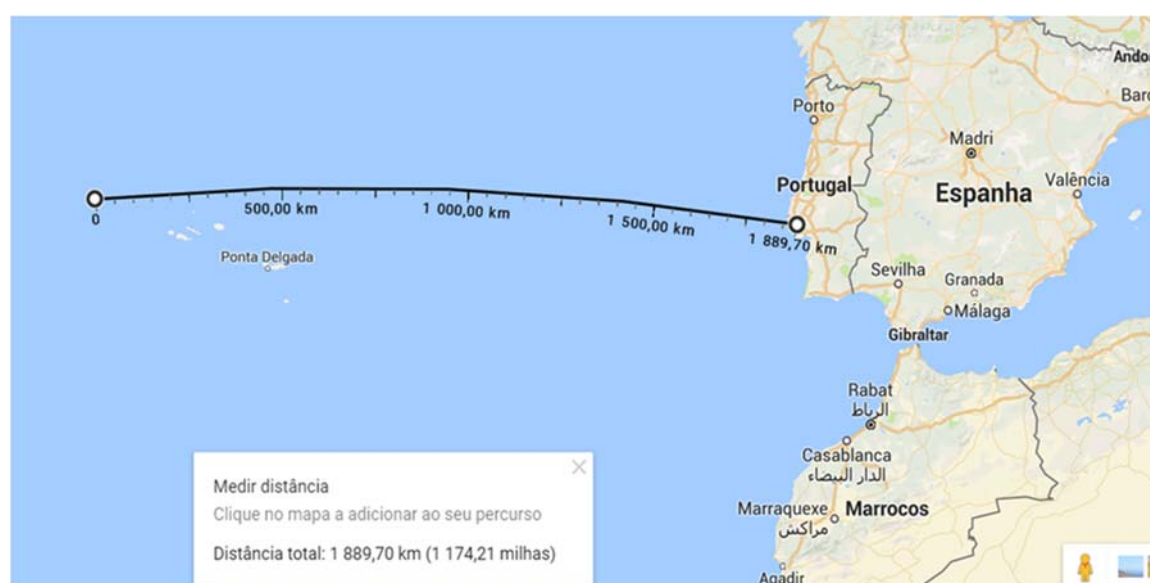 Ando
Barc
Porto
Madri
Portugal
Espanha
Valência
0
500,00 km
1 000,00 km
1 500,00 km
1 889,70 km
Ponta Delgada
Sevilha
Granada
Málaga
Gibraltar
Rabat
الرباط
Casablanca
الدار البيضاء
Marraquexe
مراكش
Marrocos
Agadir
Medir distância
Clique no mapa a adicionar ao seu percurso
Distância total: 1 889,70 km (1 174,21 milhas)